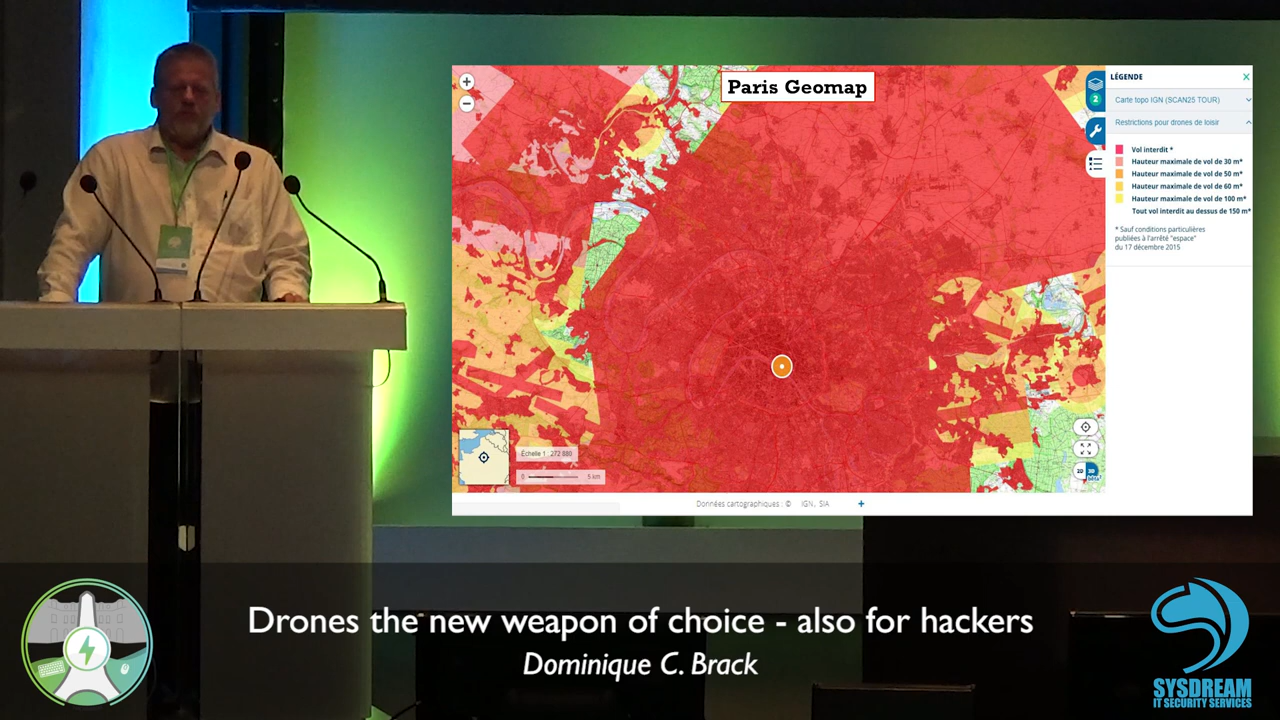 Paris Geomap
LÉGENDE
2
Carte topo IGN (SCAN25 TOUR)
Restrictions pour drones de loisir
Vol interdit *
Hauteur maximale de vol de 30 m*
Hauteur maximale de vol de 50 m*
Hauteur maximale de vol de 60 m*
Hauteur maximale de vol de 100 m*
Tout vol interdit au dessus de 150 m*
* Sauf conditions particulières
publiées à l'arrêté "espace"
du 17 décembre 2015
Échelle 1 : 272 880
0 5 km
2D 3D
Données cartographiques : © IGN, SIA
Drones the new weapon of choice - also for hackers
Dominique C. Brack
SYSDREAM
IT SECURITY SERVICES